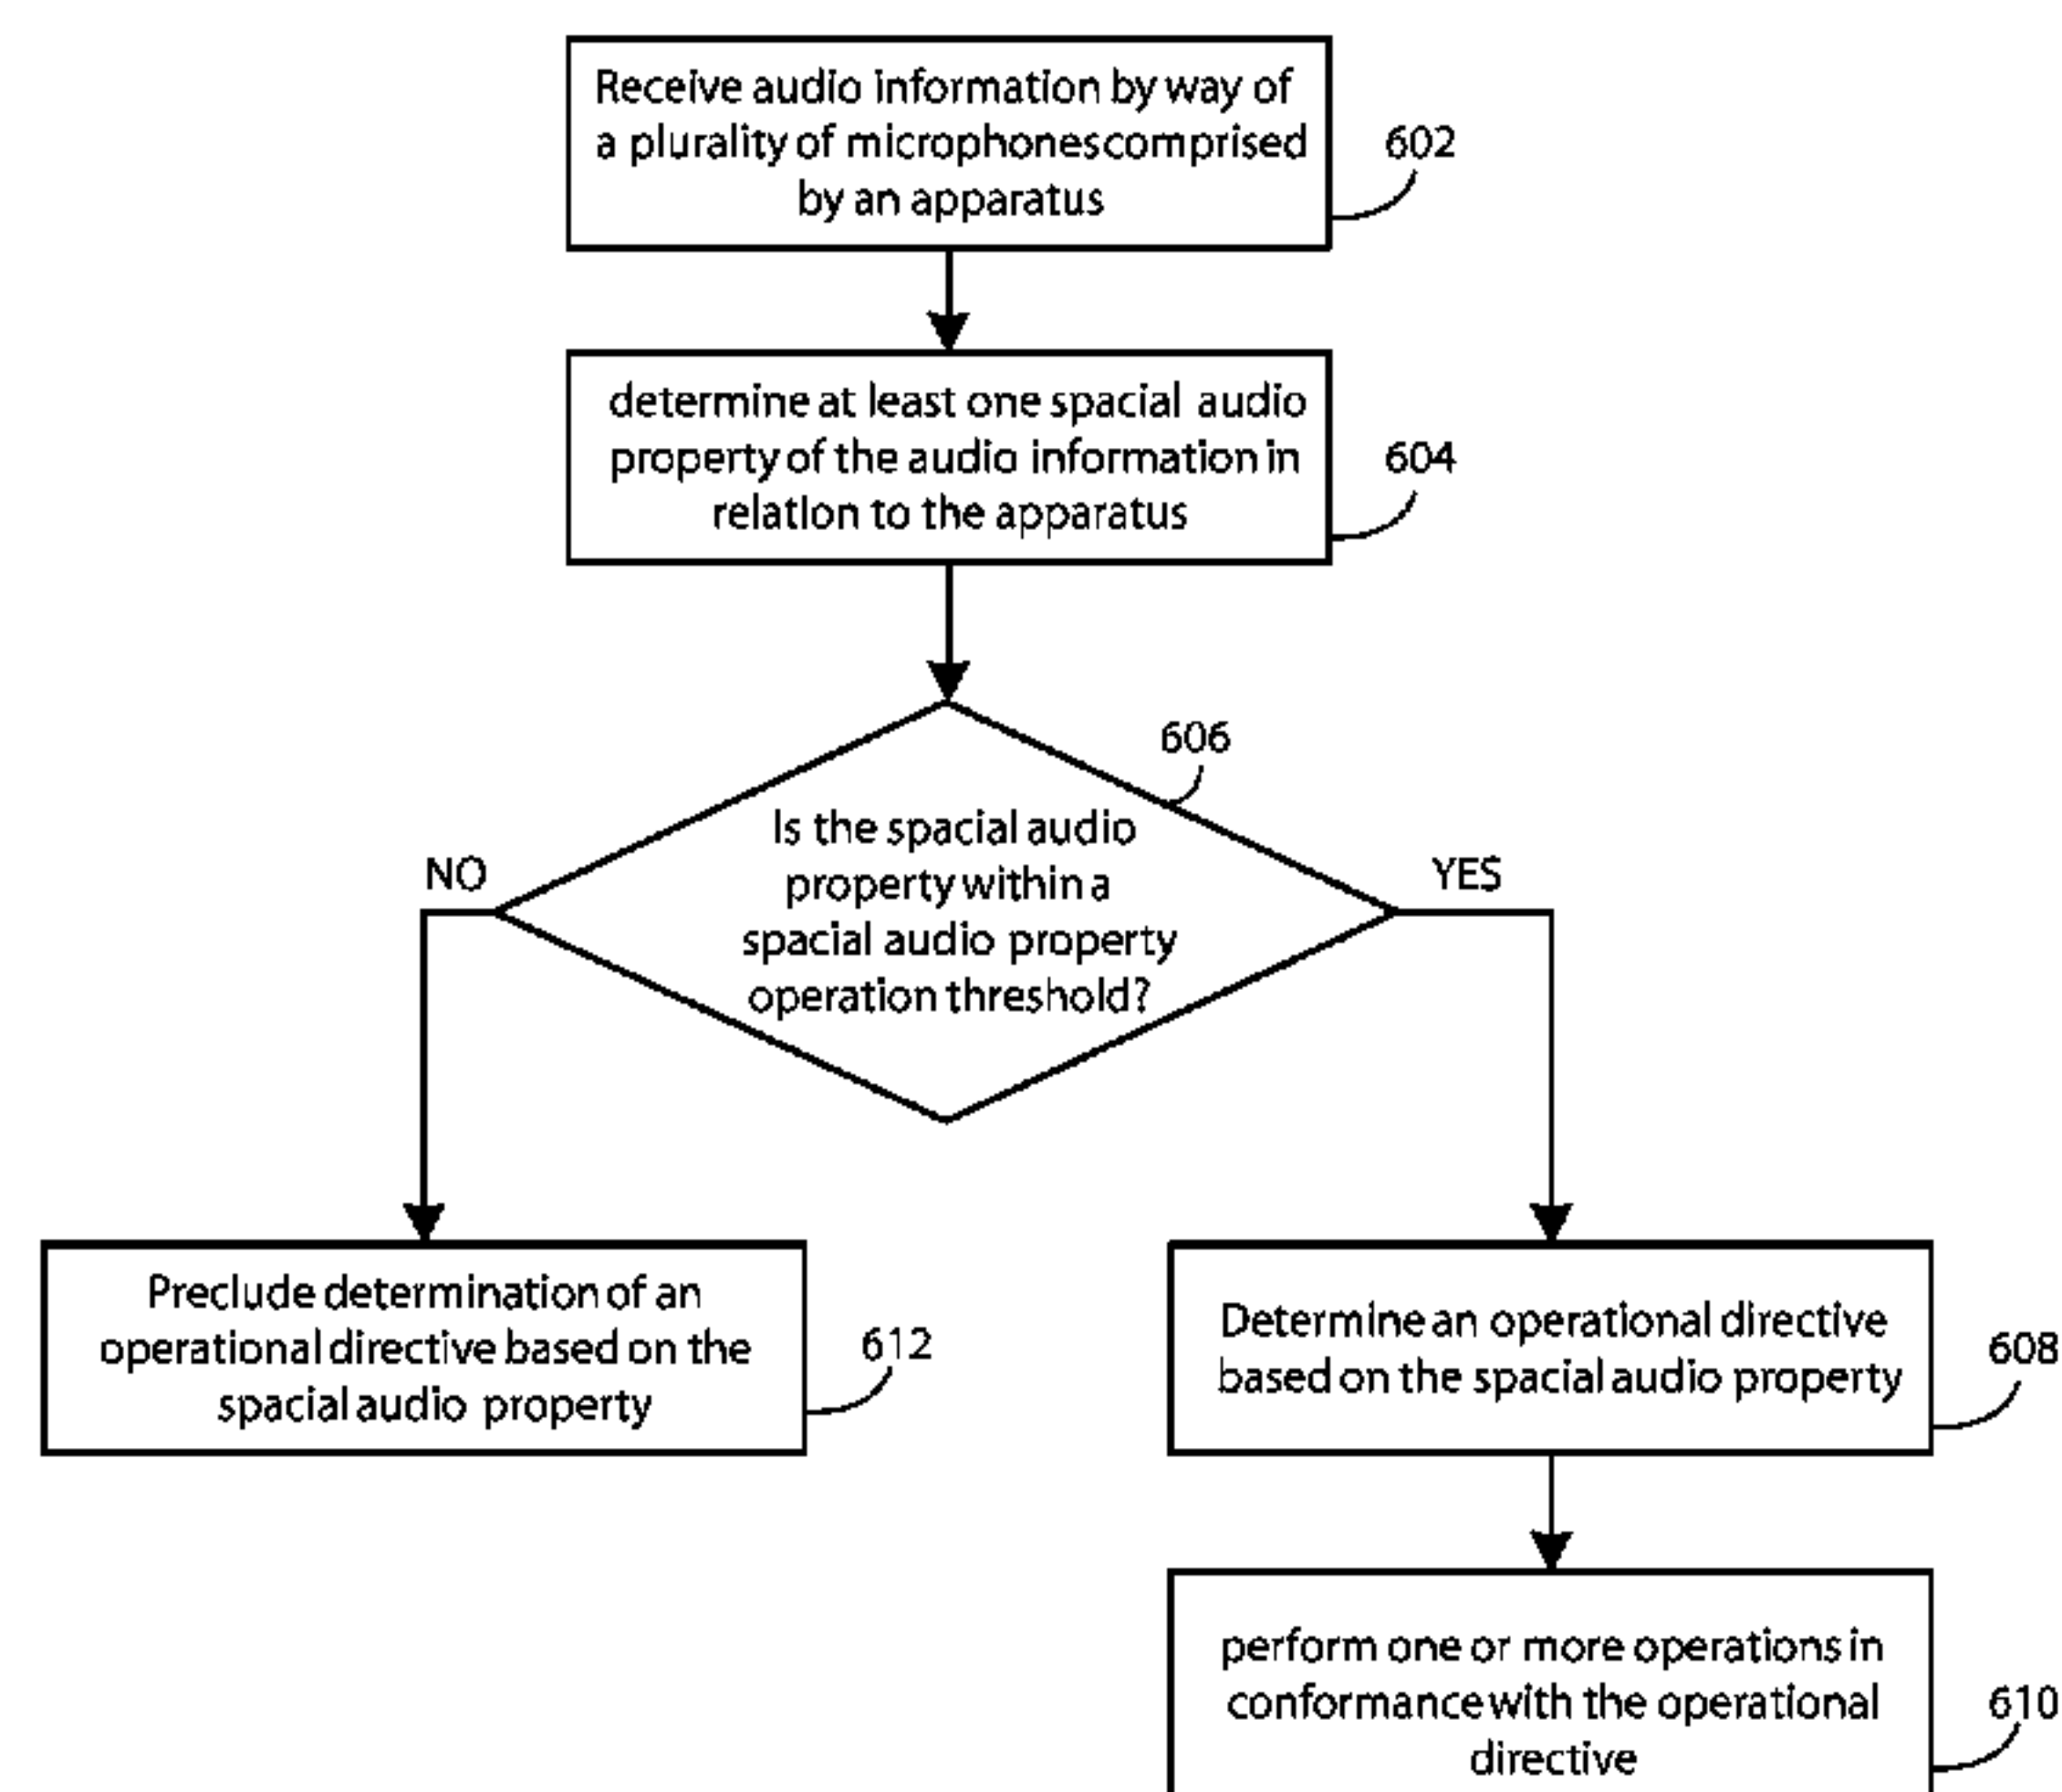 Receive audio information by way of
a plurality of microphones comprised
by an apparatus
602
determine at least one spacial audio
property of the audio information in
relation to the apparatus
604
606
Is the spacial audio
property within a
spacial audio property
operation threshold?
NO
YES
Preclude determination of an
operational directive based on the
spacial audio property
612
Determine an operational directive
based on the spacial audio property
608
perform one or more operations in
conformance with the operational
directive
610